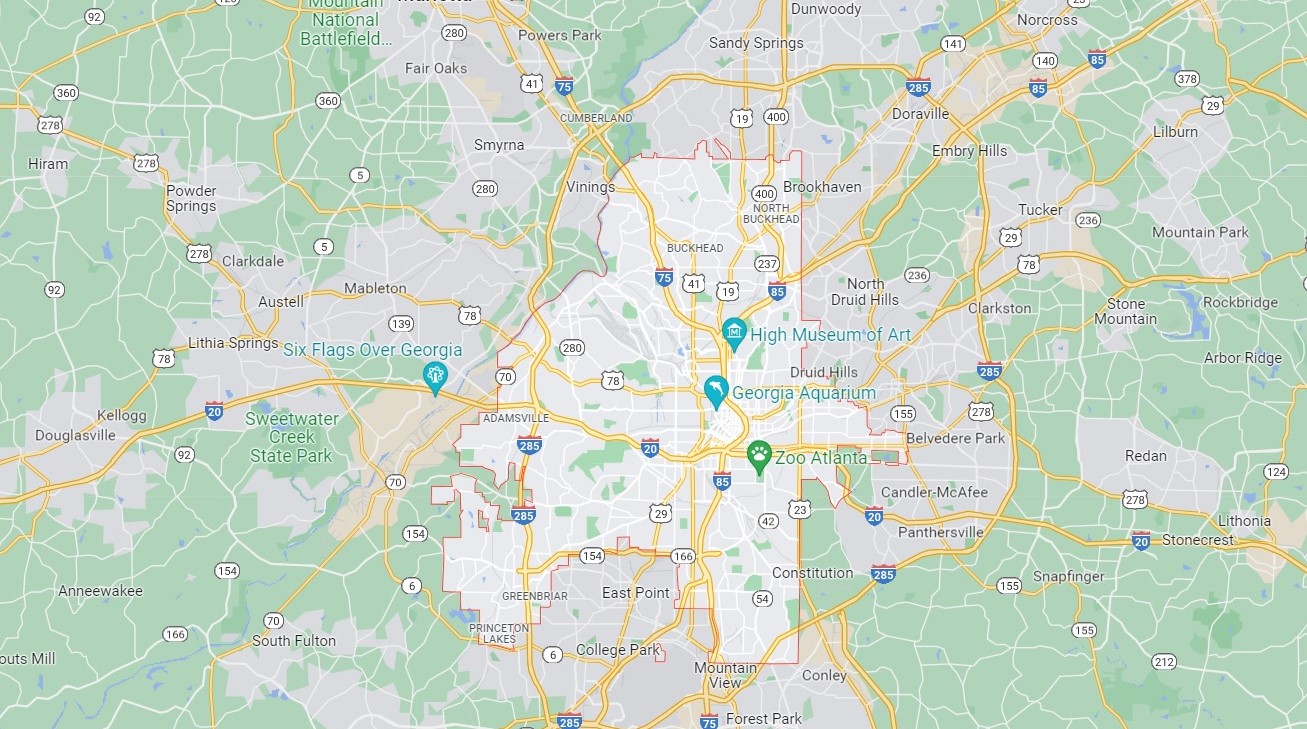 Mountain
National
Battlefield...
Dunwoody
92
280
Powers Park
Norcross
Sandy Springs
141
Fair Oaks
140
85
41
75
285
85
378
360
360
29
278
CUMBERLAND
19
400
Doraville
Lilburn
Smyrna
Embry Hills
Hiram
278
5
Vinings
Brookhaven
Powder
Springs
280
400
NORTH
BUCKHEAD
Tucker
236
5
BUCKHEAD
29
Mountain Park
278
Clarkdale
237
78
92
Mableton
75
41
19
85
236
North
Druid Hills
Austell
78
Clarkston
Stone
Mountain
Rockbridge
139
Lithia Springs
High Museum of Art
Six Flags Over Georgia
280
78
Arbor Ridge
70
78
Druid Hills
285
Georgia Aquarium
20
Kellogg
Douglasville
Sweetwater
Creek
State Park
ADAMSVILLE
155
278
285
20
Belvedere Park
92
Zoo Atlanta
Redan
70
85
124
Candler-McAfee
278
285
29
42
23
20
Lithonia
154
Panthersville
20
Stonecrest
154
166
154
Constitution
285
Snapfinger
Anneewakee
6
GREENBRIAR
East Point
54
155
70
166
South Fulton
PRINCETON
LAKES
155
6
College Park
outs Mill
Mountain
View
Conley
212
285
75
Forest Park